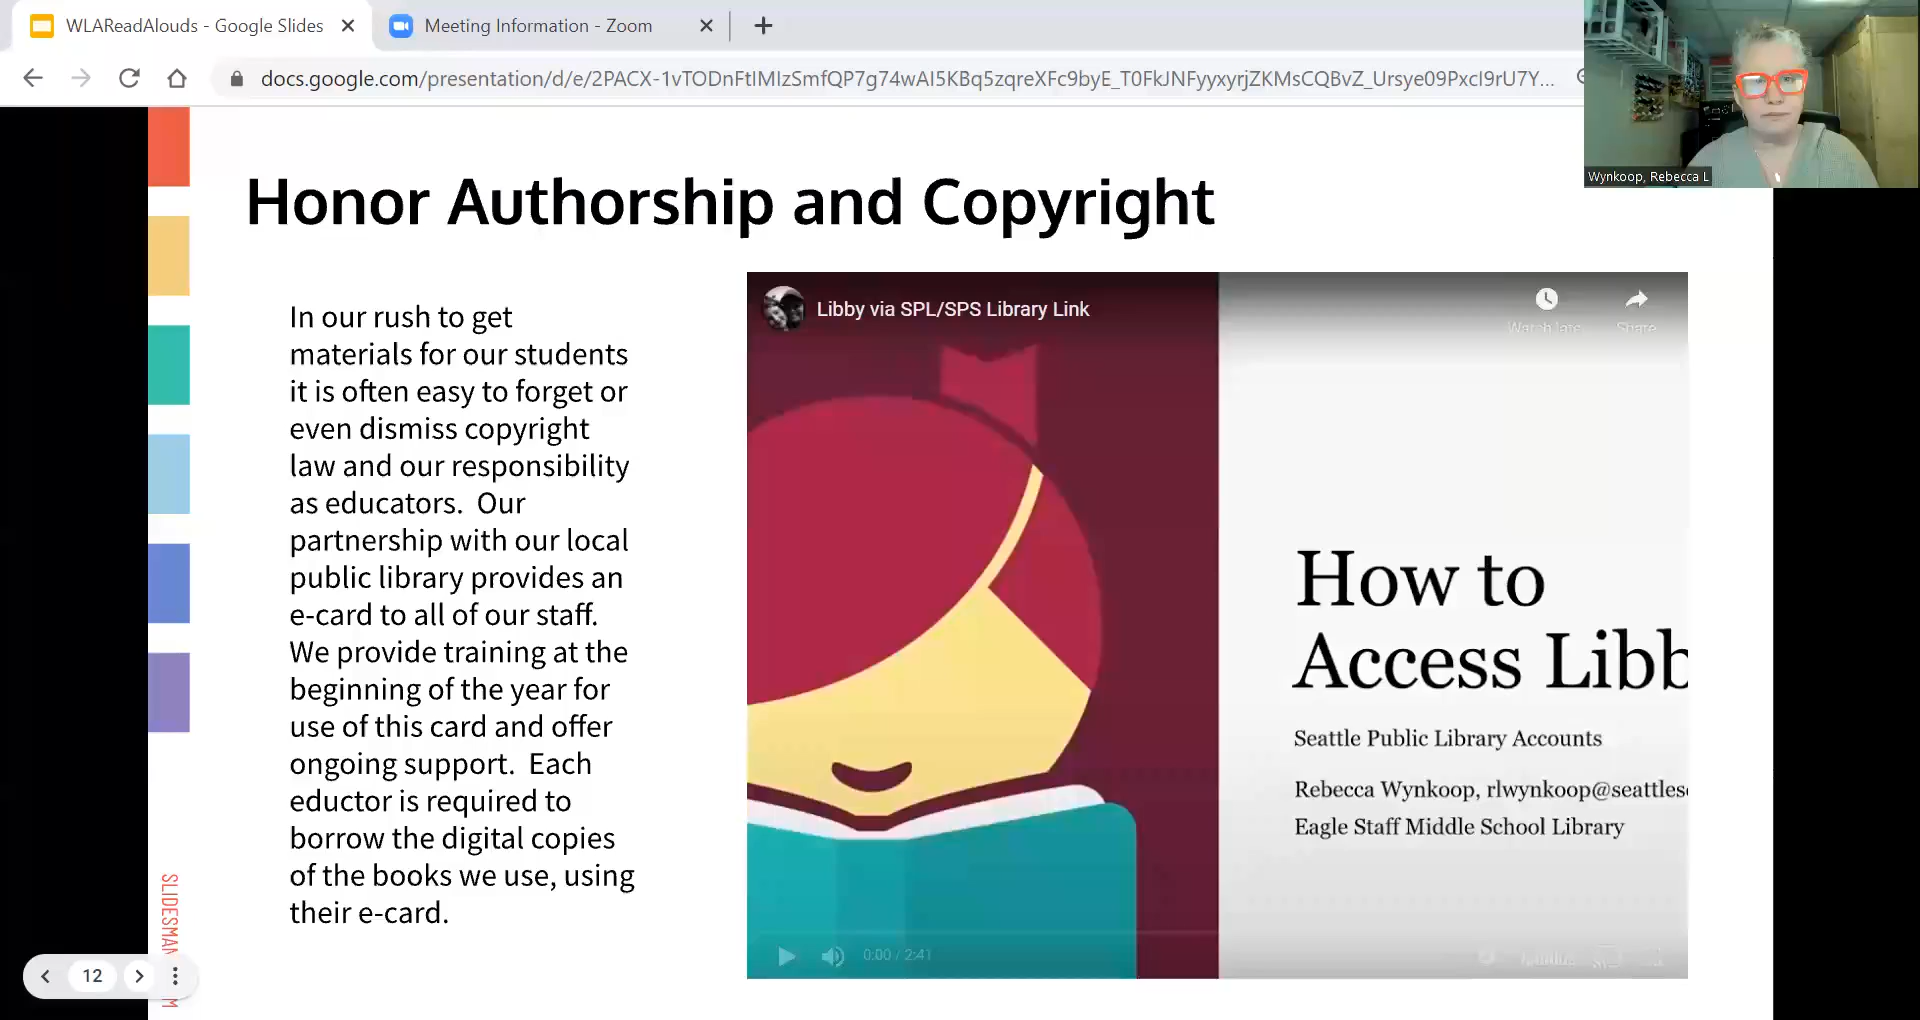 WLAReadAlouds - Google Slides
Meeting Information - Zoom
docs.google.com/presentation/d/e/2PACX-1vTODnFtIMlzSmfQP7g74wAI5KBq5zqreXFc9byE_T0FkJNFyyxyrjZKMsCQBvZ_Ursye09PxcI9rU7Y...
Wynkoop, Rebecca L
Honor Authorship and Copyright
In our rush to get
materials for our students
it is often easy to forget or
even dismiss copyright
law and our responsibility
as educators.  Our
partnership with our local
public library provides an
e-card to all of our staff.
We provide training at the
beginning of the year for
use of this card and offer
ongoing support.  Each
eductor is required to
borrow the digital copies
of the books we use, using
their e-card.
Libby via SPL/SPS Library Link
Watch late
Share
How to
Access Libb
Seattle Public Library Accounts
Rebecca Wynkoop, rlwynkoop@seattles
Eagle Staff Middle School Library
0:00 / 2:41
SLIDESMAN
M
12